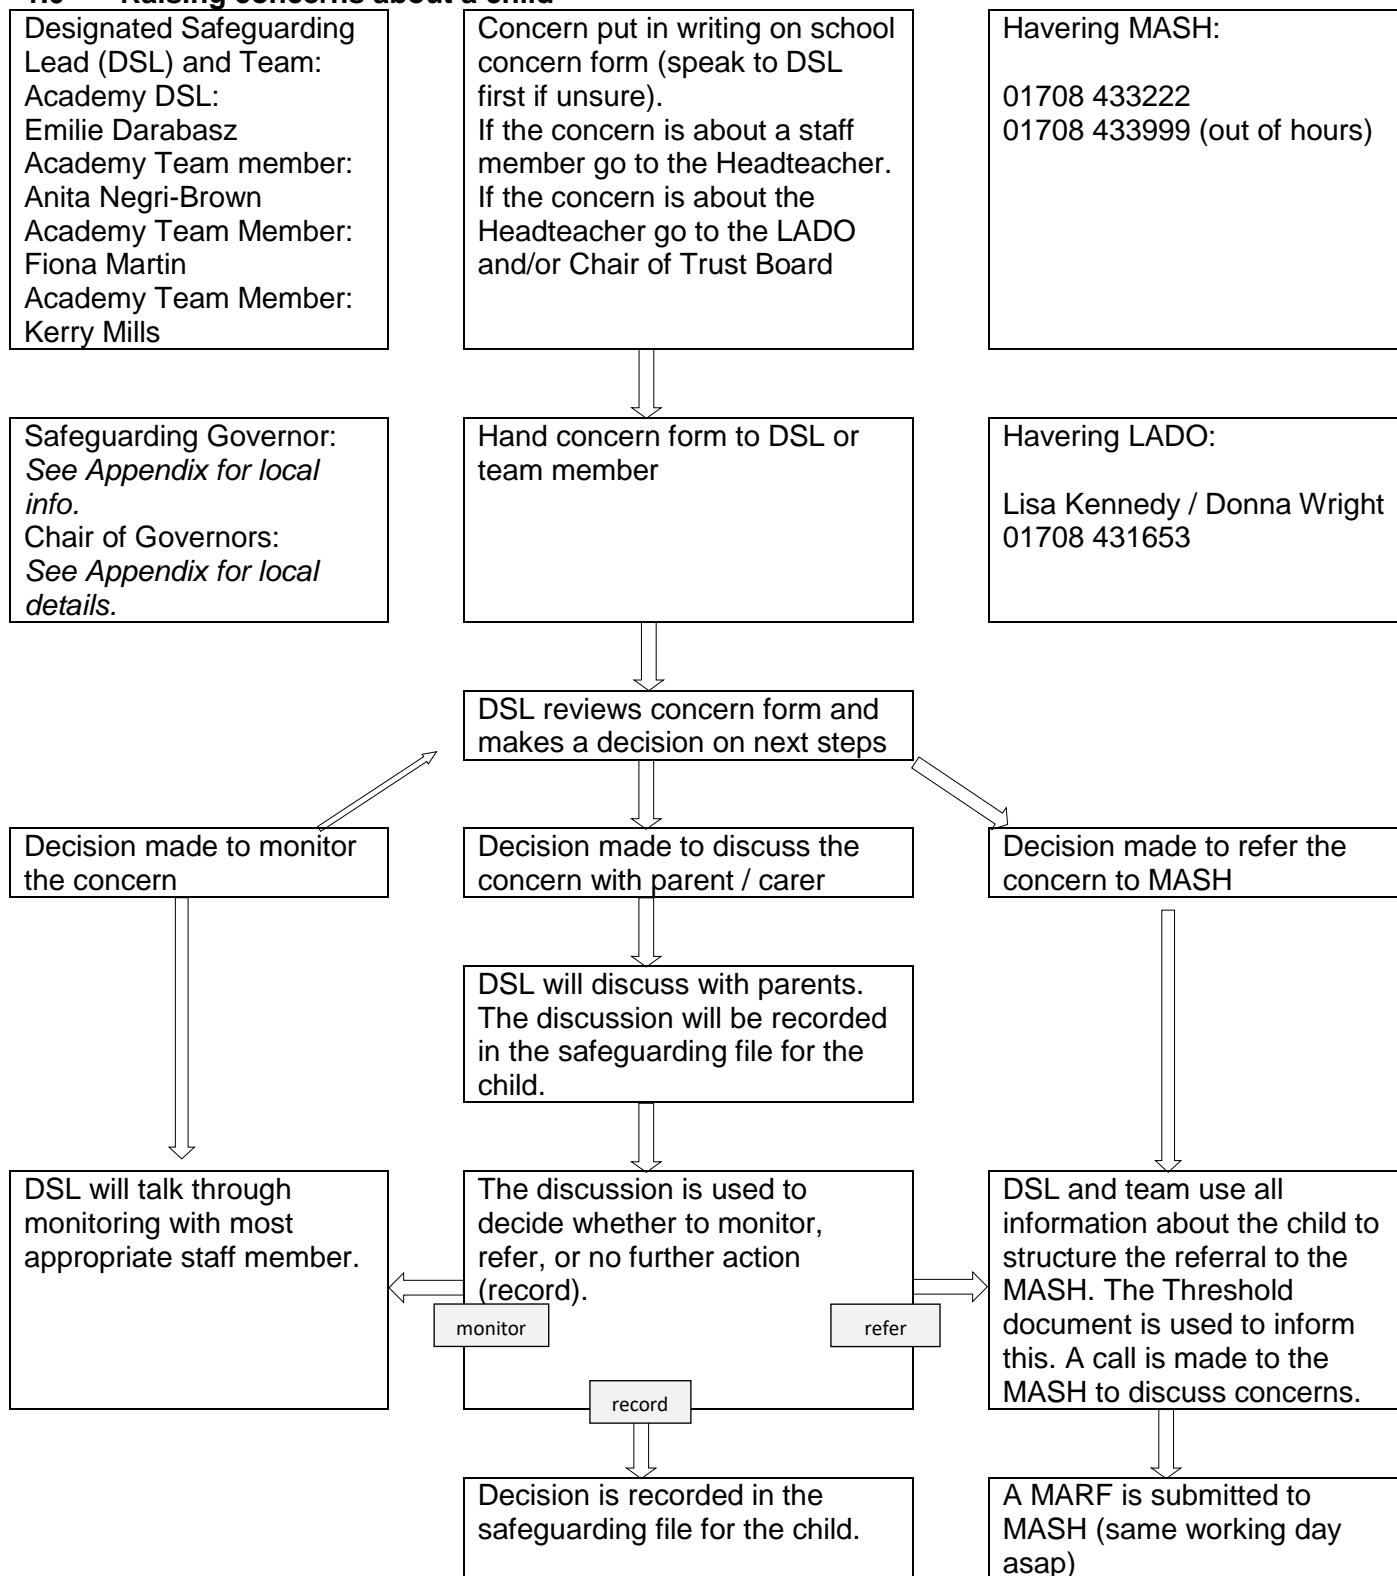 Designated Safeguarding
Lead (DSL) and Team:
Academy DSL:
Emilie Darabasz
Academy Team member:
Anita Negri-Brown
Academy Team Member:
Fiona Martin
Academy Team Member:
Kerry Mills
Concern put in writing on school
concern form (speak to DSL
first if unsure).
If the concern is about a staff
member go to the Headteacher.
If the concern is about the
Headteacher go to the LADO
and/or Chair of Trust Board
Havering MASH:
01708 433222
01708 433999 (out of hours)
Safeguarding Governor:
See Appendix for local
info.
Chair of Governors:
See Appendix for local
details.
Hand concern form to DSL or
team member
Havering LADO:
Lisa Kennedy / Donna Wright
01708 431653
DSL reviews concern form and
makes a decision on next steps
Decision made to monitor
the concern
Decision made to discuss the
concern with parent / carer
Decision made to refer the
concern to MASH
DSL will discuss with parents.
The discussion will be recorded
in the safeguarding file for the
child.
DSL will talk through
monitoring with most
appropriate staff member.
The discussion is used to
decide whether to monitor,
refer, or no further action
(record).
monitor
refer
record
DSL and team use all
information about the child to
structure the referral to the
MASH. The Threshold
document is used to inform
this. A call is made to the
MASH to discuss concerns.
Decision is recorded in the
safeguarding file for the child.
A MARF is submitted to
MASH (same working day
asap)